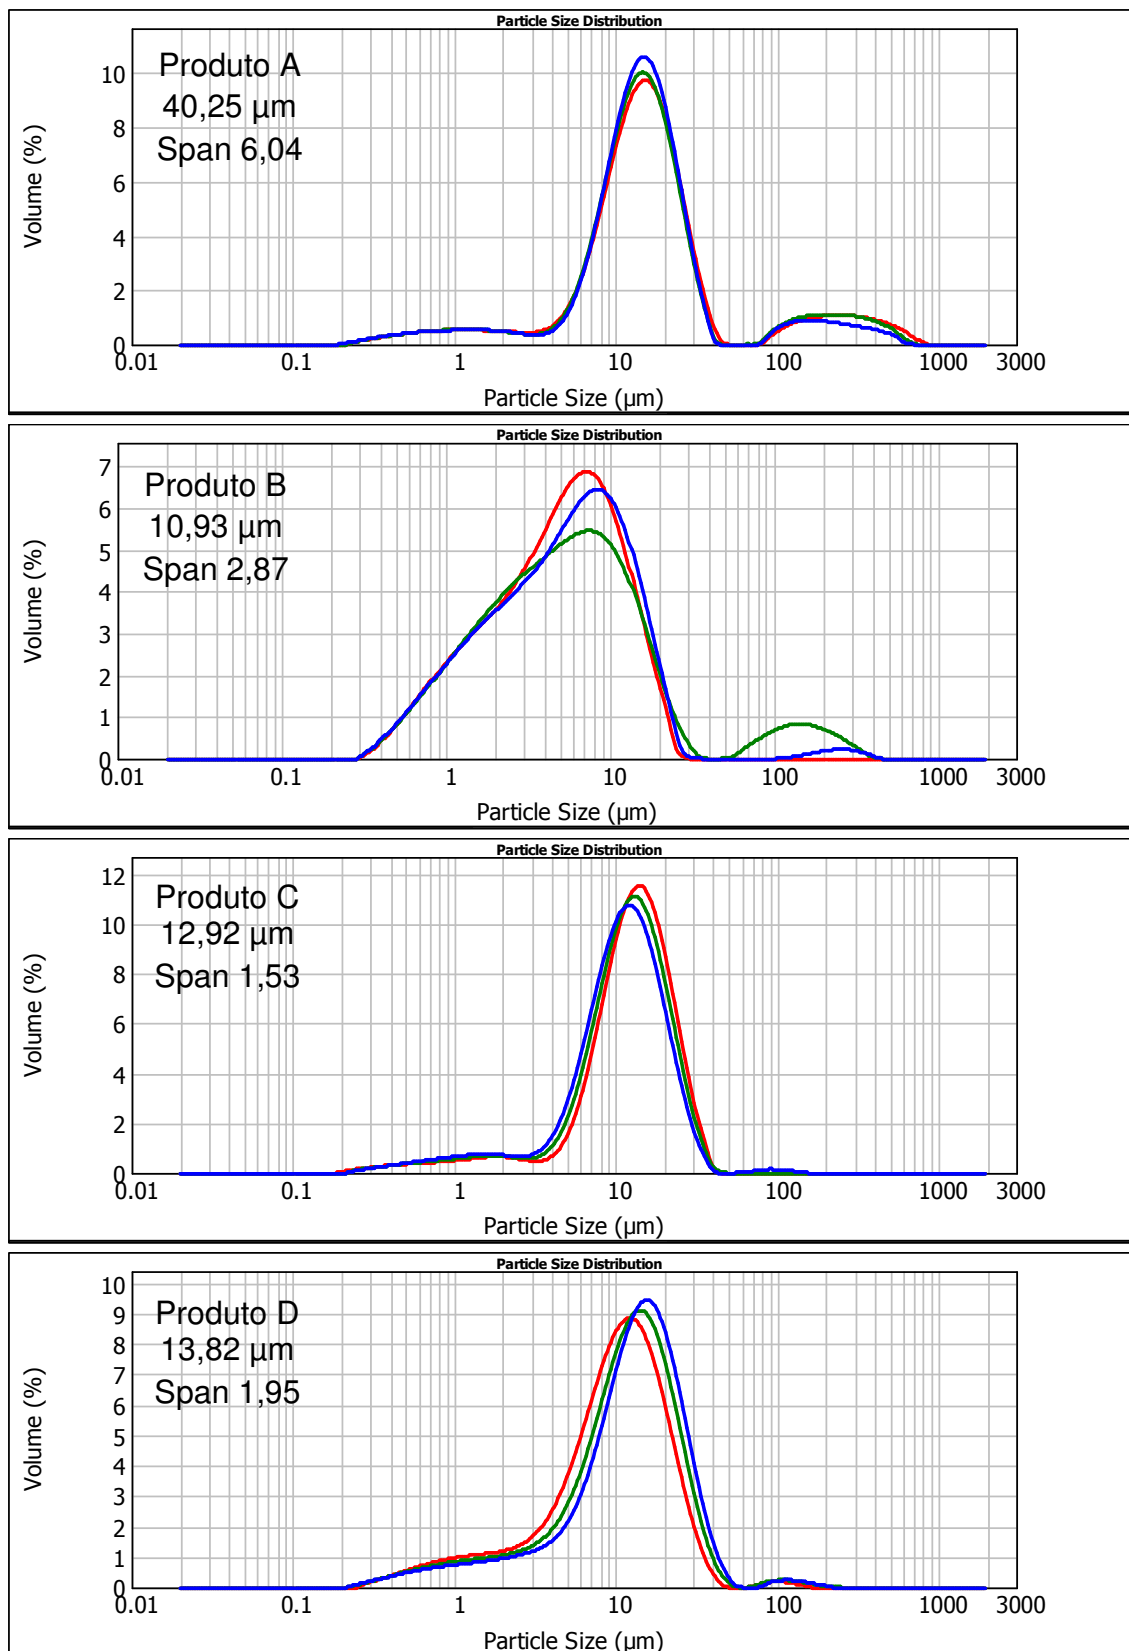 Particle Size Distribution
Produto A
40,25 µm
Span 6,04
Volume (%)
10
8
6
4
2
0
0.01 0.1 1 10 100 1000 3000
Particle Size (µm)
Particle Size Distribution
Produto B
10,93 µm
Span 2,87
Volume (%)
7
6
5
4
3
2
1
0
0.01 0.1 1 10 100 1000 3000
Particle Size (µm)
Particle Size Distribution
Produto C
12,92 µm
Span 1,53
Volume (%)
12
10
8
6
4
2
0
0.01 0.1 1 10 100 1000 3000
Particle Size (µm)
Particle Size Distribution
Produto D
13,82 µm
Span 1,95
Volume (%)
10
9
8
7
6
5
4
3
2
1
0
0.01 0.1 1 10 100 1000 3000
Particle Size (µm)